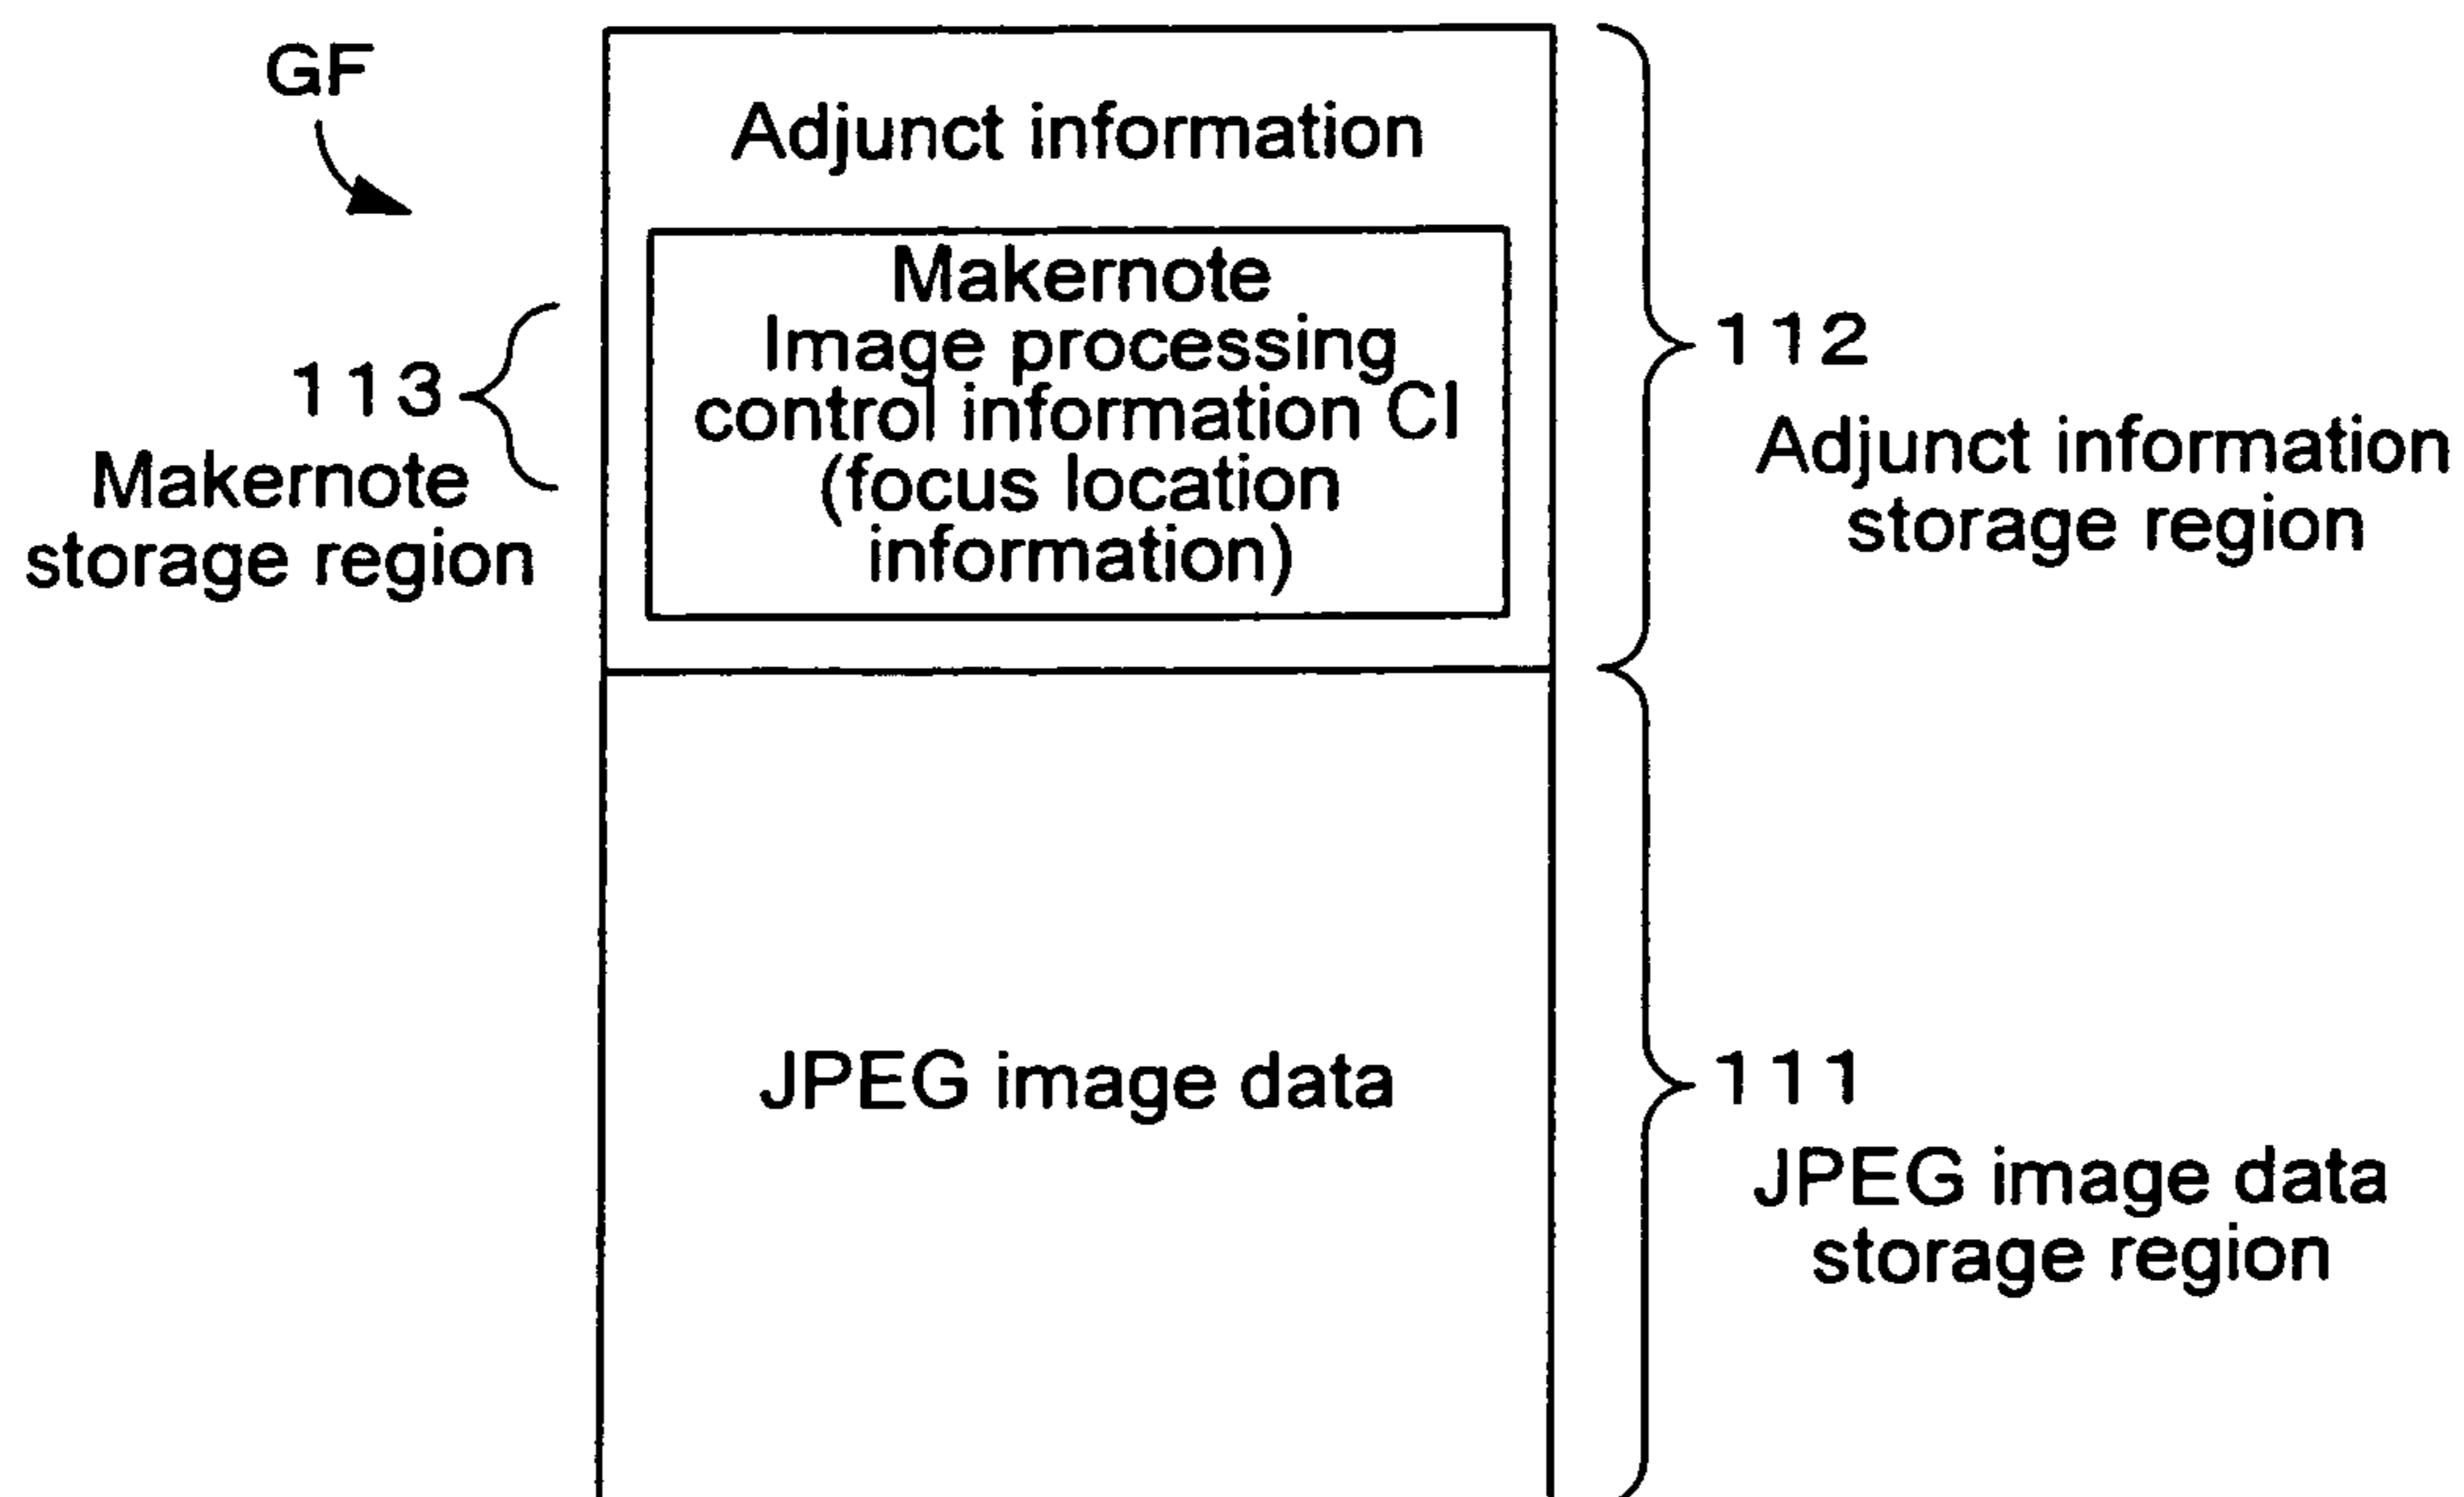 GF
Adjunct information
Makernote
Image processing
control information CI
(focus location
information)
113
Makernote
storage region
112
Adjunct information
storage region
JPEG image data
111
JPEG image data
storage region